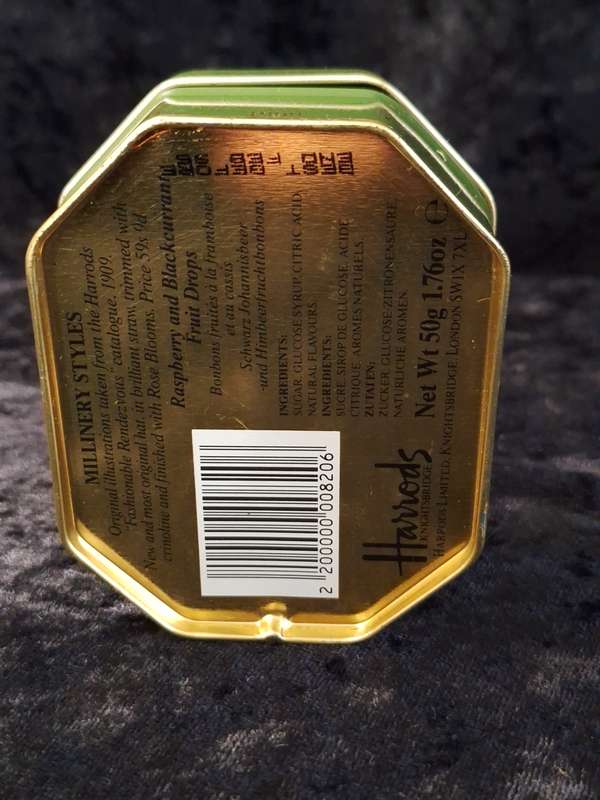 MILLINERY STYLES
Original illustrations taken from the Harrods
"Fashionable Rendezvous" catalogue, 1909.
New and most original hat, in brilliant straw, trimmed with
crinoline and finished with Rose Blooms. Price 59s 9d
Raspberry and Blackcurrant
Fruit Drops
Bonbons fruités à la framboise
et au cassis
Schwarz Johannisbeer
und Himbeerfruchtbonbons
INGREDIENTS:
SUGAR, GLUCOSE SYRUP, CITRIC ACID
NATURAL FLAVOURS
INGREDIENTS:
SUCRE, SIROP DE GLUCOSE, ACIDE
CITRIQUE, AROMES NATURELS
ZUTATEN:
ZUCKER, GLUCOSE ZITRONENSAURE,
NATURLICHE AROMEN
Net Wt 50g 1.76oz ℮
Harrods
KNIGHTSBRIDGE
HARRODS LIMITED, KNIGHTSBRIDGE, LONDON SW1X 7XL
2 200000 008206